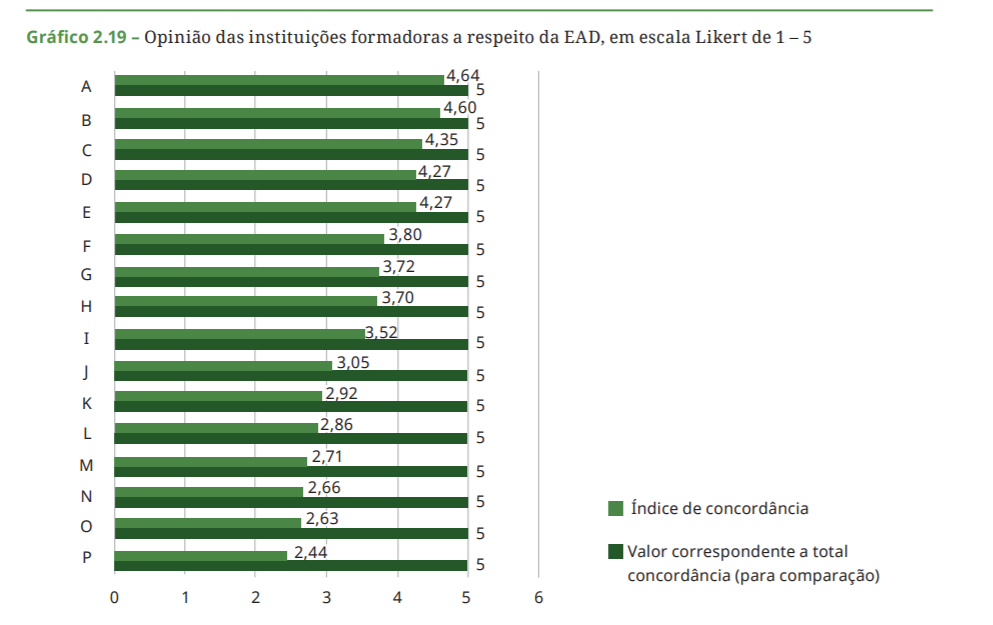 Gráfico 2.19 – Opinião das instituições formadoras a respeito da EAD, em escala Likert de 1 – 5
A 4,64 5
B 4,60 5
C 4,35 5
D 4,27 5
E 4,27 5
F 3,80 5
G 3,72 5
H 3,70 5
I 3,52 5
J 3,05 5
K 2,92 5
L 2,86 5
M 2,71 5
N 2,66 5
O 2,63 5
P 2,44 5
0 1 2 3 4 5 6
Índice de concordância
Valor correspondente a total
concordância (para comparação)